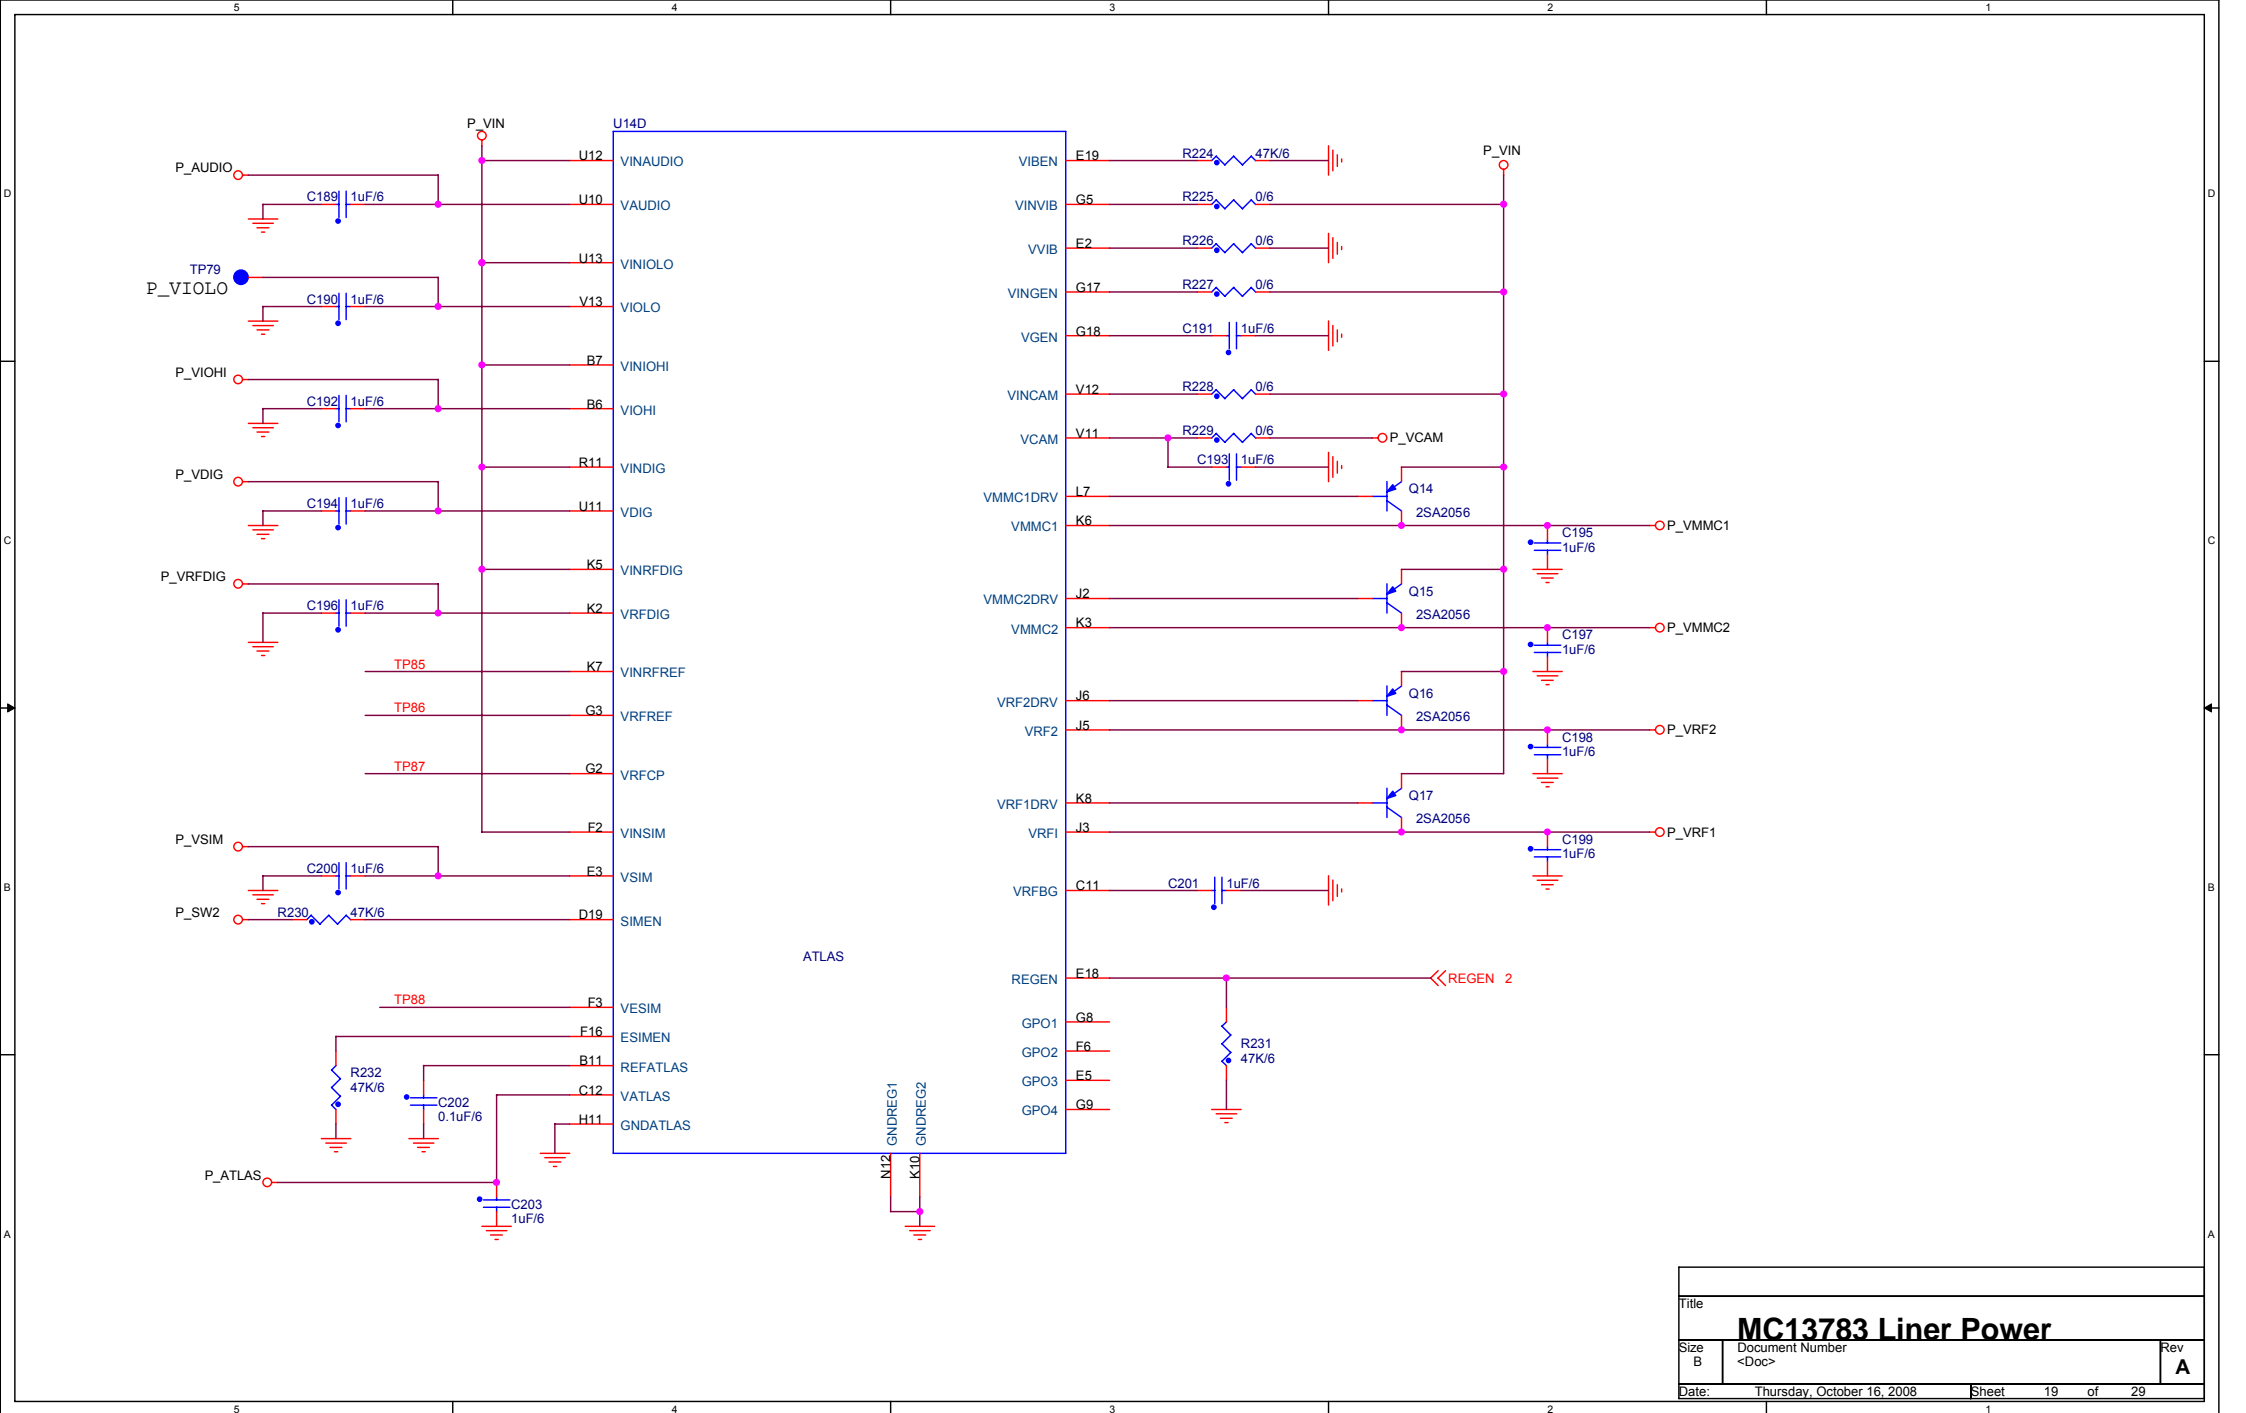 5 4 3 2 1
D D
C C
B B
A A
P_VIN
U14D
P_AUDIO
C189 1uF/6
TP79
P_VIOLO
C190 1uF/6
P_VIOHI
C192 1uF/6
P_VDIG
C194 1uF/6
P_VRFDIG
C196 1uF/6
TP85
TP86
TP87
P_VSIM
C200 1uF/6
P_SW2 R230 47K/6
TP88
R232
47K/6
C202
0.1uF/6
P_ATLAS
C203
1uF/6
U12 VINAUDIO
U10 VAUDIO
U13 VINIOLO
V13 VIOLO
B7 VINIOHI
B6 VIOHI
R11 VINDIG
U11 VDIG
K5 VINRFDIG
K2 VRFDIG
K7 VINRFREF
G3 VRFREF
G2 VRFCP
F2 VINSIM
E3 VSIM
D19 SIMEN
F3 VESIM
F16 ESIMEN
B11 REFATLAS
C12 VATLAS
H11 GNDATLAS
ATLAS
GNDREG1 N12
GNDREG2 K10
VIBEN E19 R224 47K/6
VINVIB G5 R225 0/6
VVIB E2 R226 0/6
VINGEN G17 R227 0/6
VGEN G18 C191 1uF/6
VINCAM V12 R228 0/6
VCAM V11 R229 0/6 P_VCAM
C193 1uF/6
P_VIN
VMMC1DRV L7 Q14
2SA2056
VMMC1 K6 P_VMMC1
C195
1uF/6
VMMC2DRV J2 Q15
2SA2056
VMMC2 K3 P_VMMC2
C197
1uF/6
VRF2DRV J6 Q16
2SA2056
VRF2 J5 P_VRF2
C198
1uF/6
VRF1DRV K8 Q17
2SA2056
VRFI J3 P_VRF1
C199
1uF/6
VRFBG C11 C201 1uF/6
REGEN E18 REGEN 2
R231
47K/6
GPO1 G8
GPO2 F6
GPO3 E5
GPO4 G9
Title
MC13783 Liner Power
Size Document Number Rev
B <Doc> A
Date: Thursday, October 16, 2008 Sheet 19 of 29
5 4 3 2 1